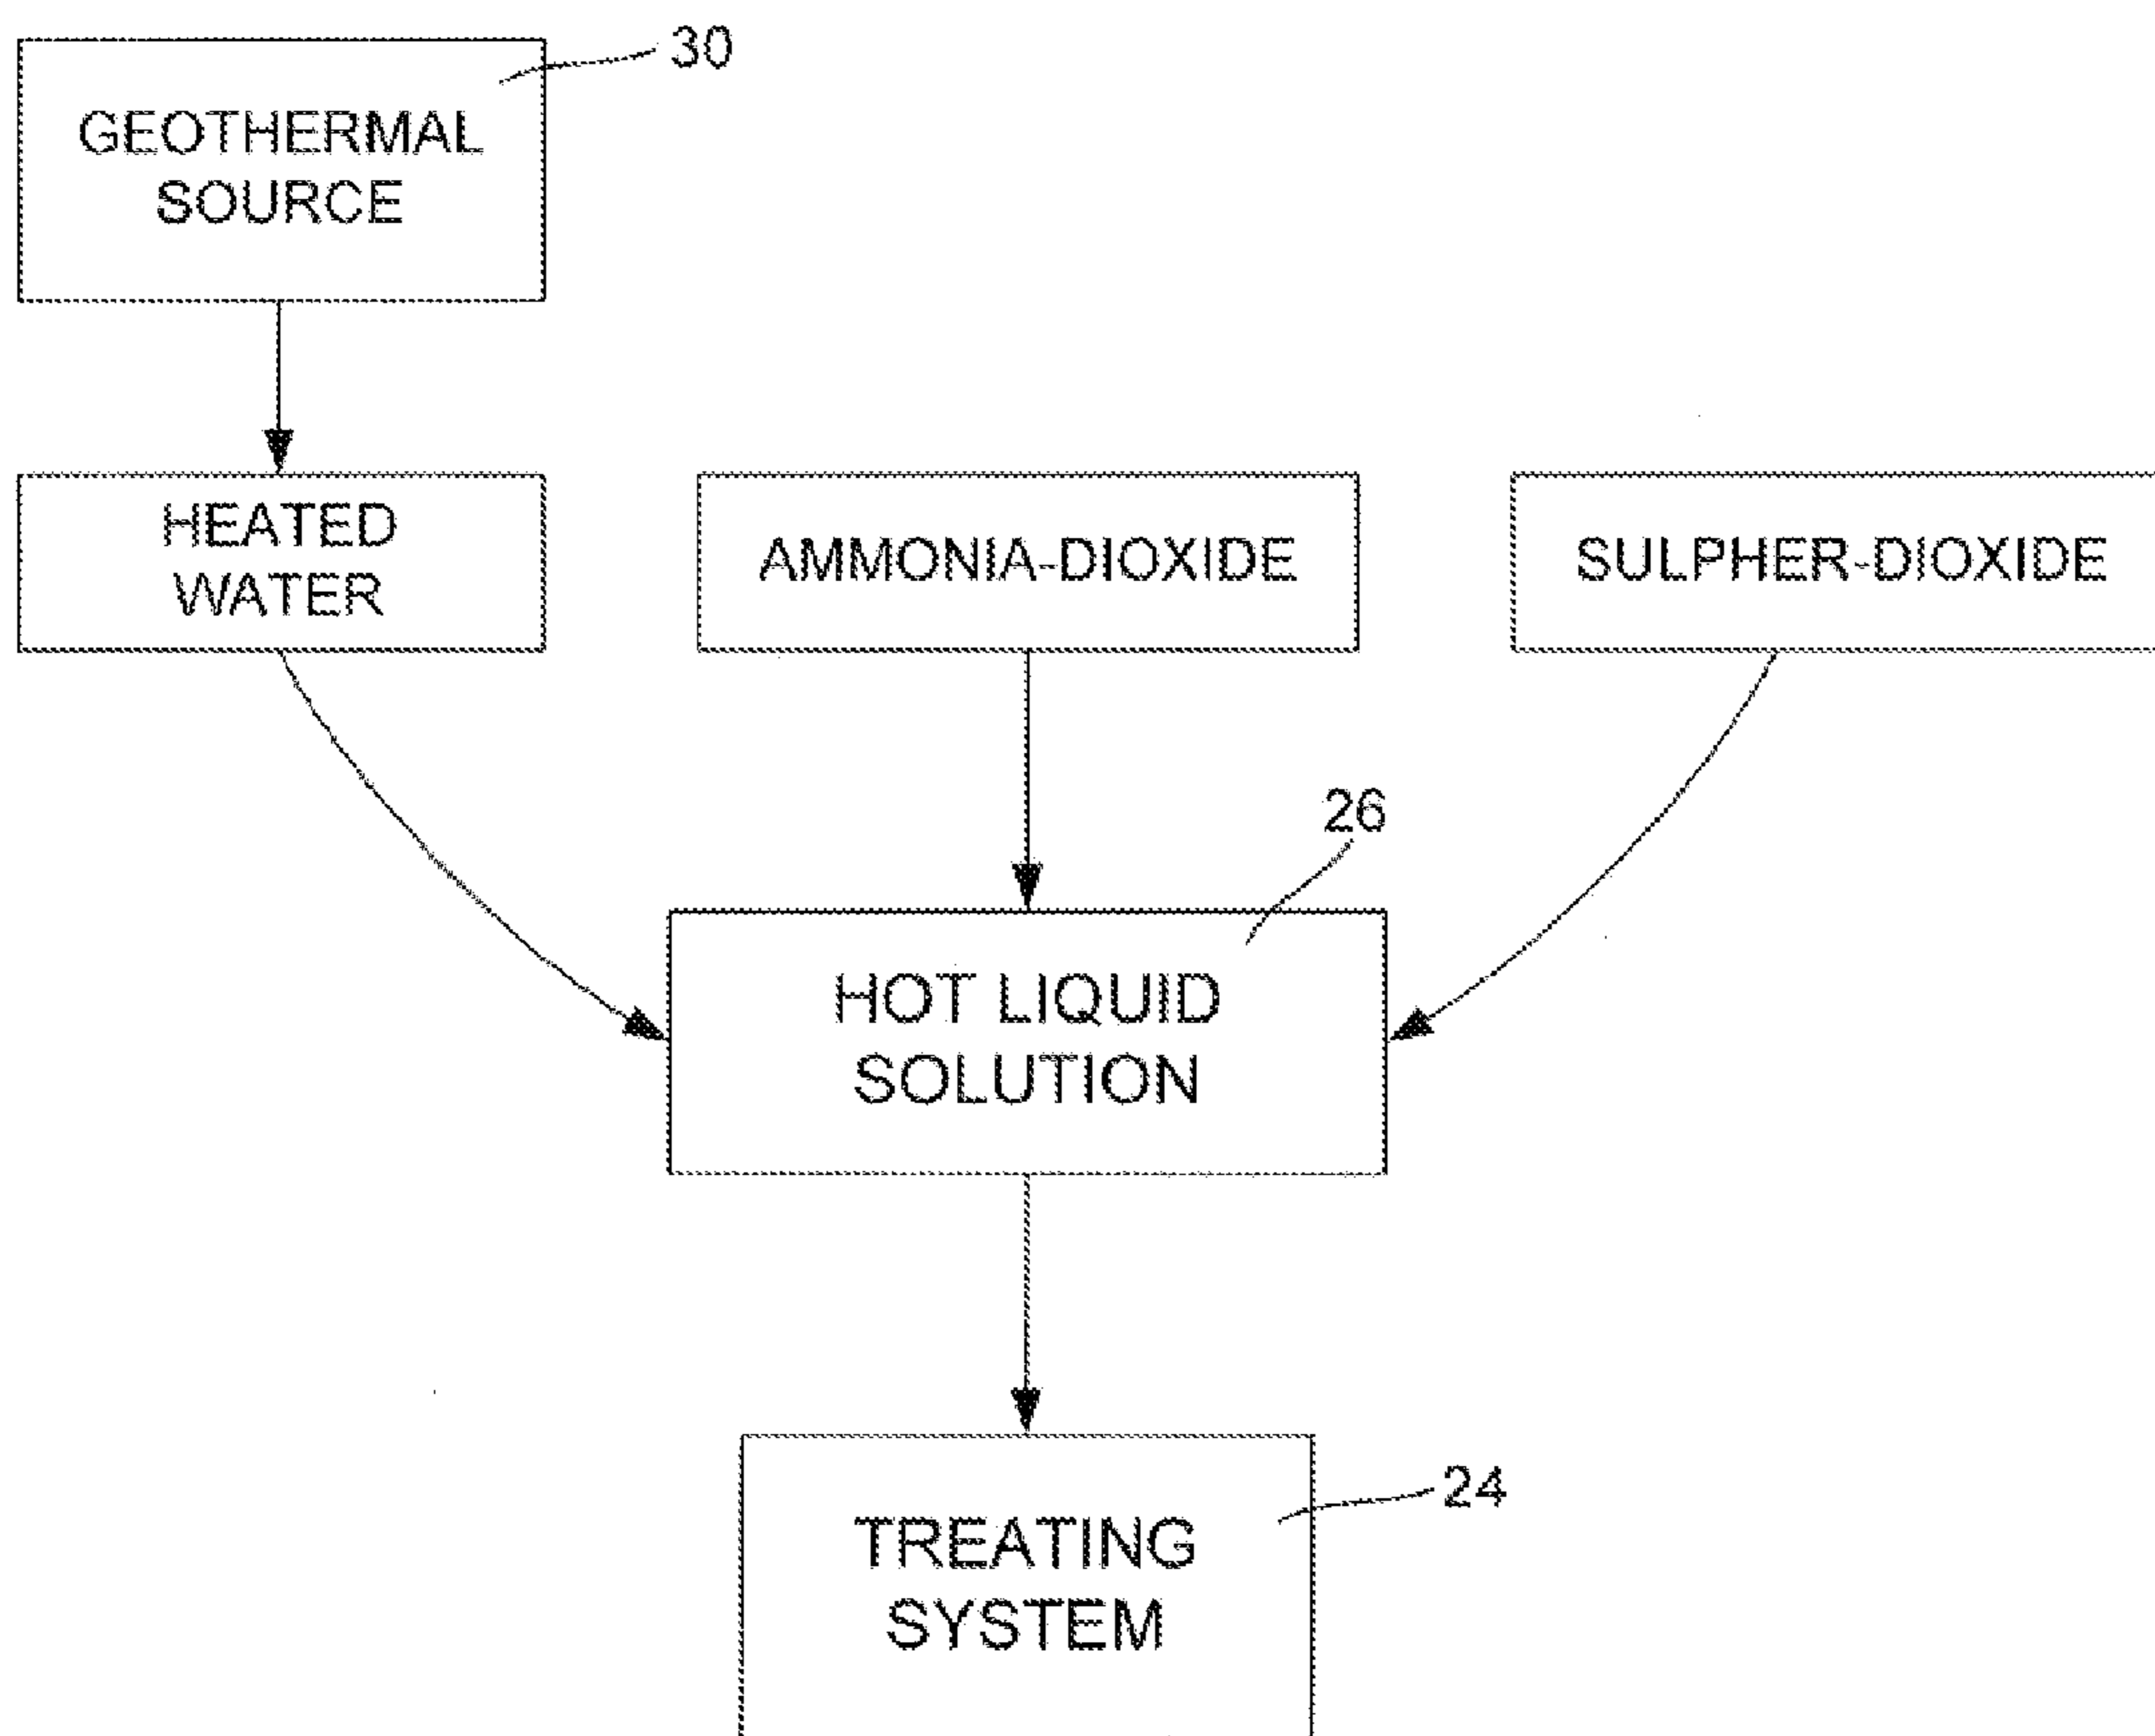 30
GEOTHERMAL
SOURCE
HEATED
WATER
AMMONIA-DIOXIDE
SULPHER-DIOXIDE
26
HOT LIQUID
SOLUTION
24
TREATING
SYSTEM